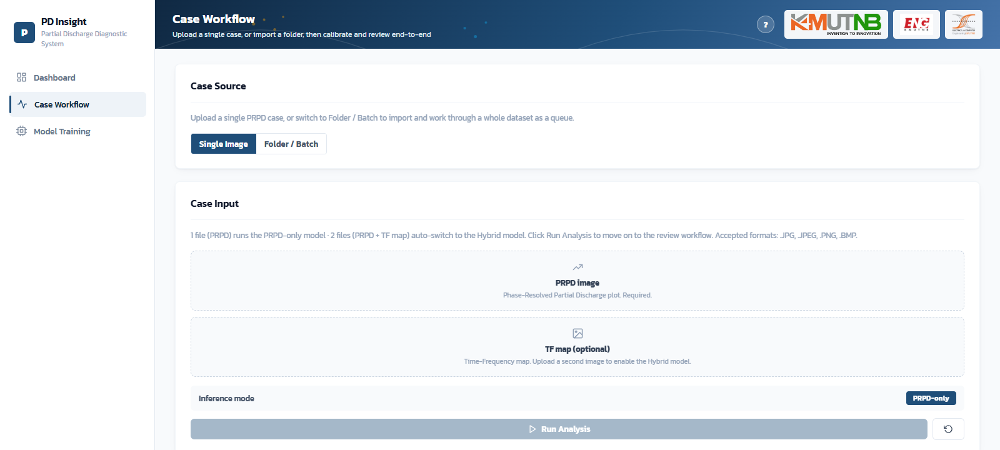 P
PD Insight
Partial Discharge Diagnostic
System
Dashboard
Case Workflow
Model Training
Case Workflow
Upload a single case, or import a folder, then calibrate and review end-to-end
?
KMUTNB
INVENTION TO INNOVATION
ENG
KMUTNB
Case Source
Upload a single PRPD case, or switch to Folder / Batch to import and work through a whole dataset as a queue.
Single Image
Folder / Batch
Case Input
1 file (PRPD) runs the PRPD-only model · 2 files (PRPD + TF map) auto-switch to the Hybrid model. Click Run Analysis to move on to the review workflow. Accepted formats: .JPG, .JPEG, .PNG, .BMP.
PRPD image
Phase-Resolved Partial Discharge plot. Required.
TF map (optional)
Time-Frequency map. Upload a second image to enable the Hybrid model.
Inference mode
PRPD-only
Run Analysis